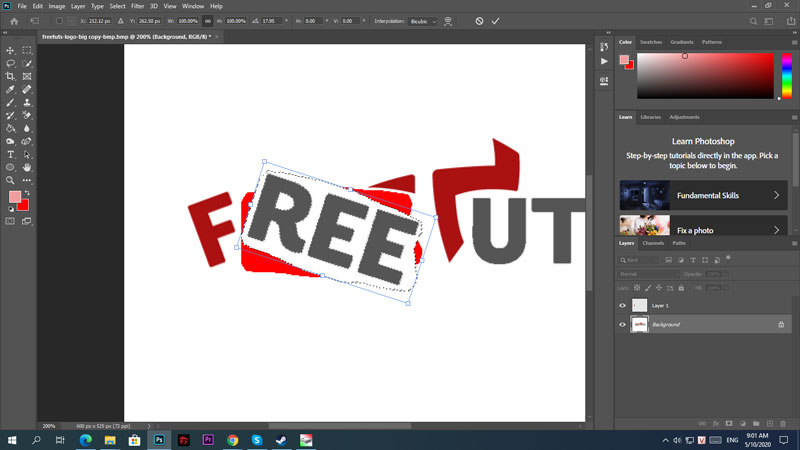 File Edit Image Layer Type Select Filter 3D View Window Help
X: 212.12 px Y: 262.50 px W: 100.00% H: 100.00% 17.95 H: 0.00 V: 0.00 Interpolation: Bicubic
freetuts-logo-big copy-bmp.bmp @ 200% (Background, RGB/8) *
Color Swatches Gradients Patterns
Learn Libraries Adjustments
Learn Photoshop
Step-by-step tutorials directly in the app. Pick a
topic below to begin.
Fundamental Skills
Fix a photo
F REE UT
Layers Channels Paths
Kind
Normal Opacity: 100%
Lock: Fill: 100%
Layer 1
Background
200% 600 px x 525 px (72 ppi)
ENG
9:01 AM
5/10/2020